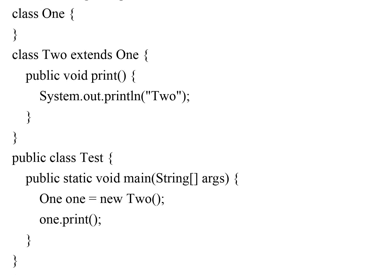 class One {
}
class Two extends One {
public void print() {
System.out.println("Two");
}
}
public class Test {
public static void main(String[] args) {
One one = new Two();
one.print();
}
}